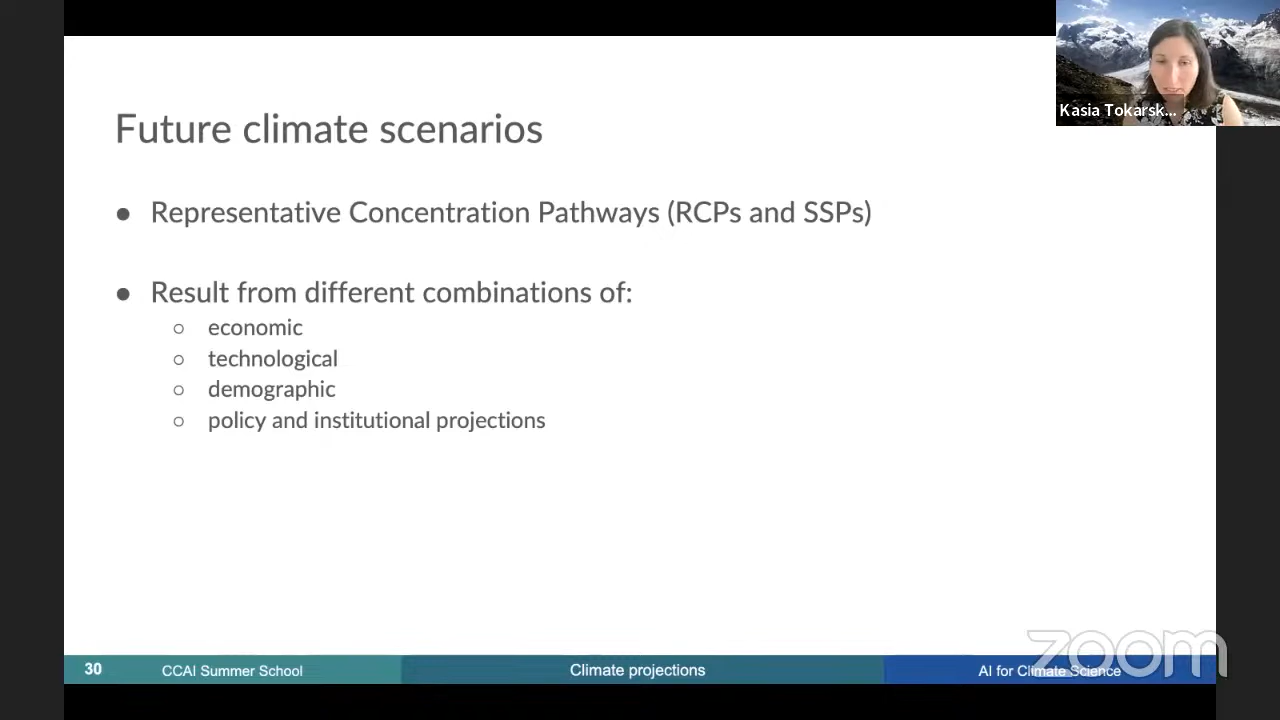 Kasia Tokarsk...
Future climate scenarios
● Representative Concentration Pathways (RCPs and SSPs)
● Result from different combinations of:
○ economic
○ technological
○ demographic
○ policy and institutional projections
zoom
30 CCAI Summer School Climate projections AI for Climate Science